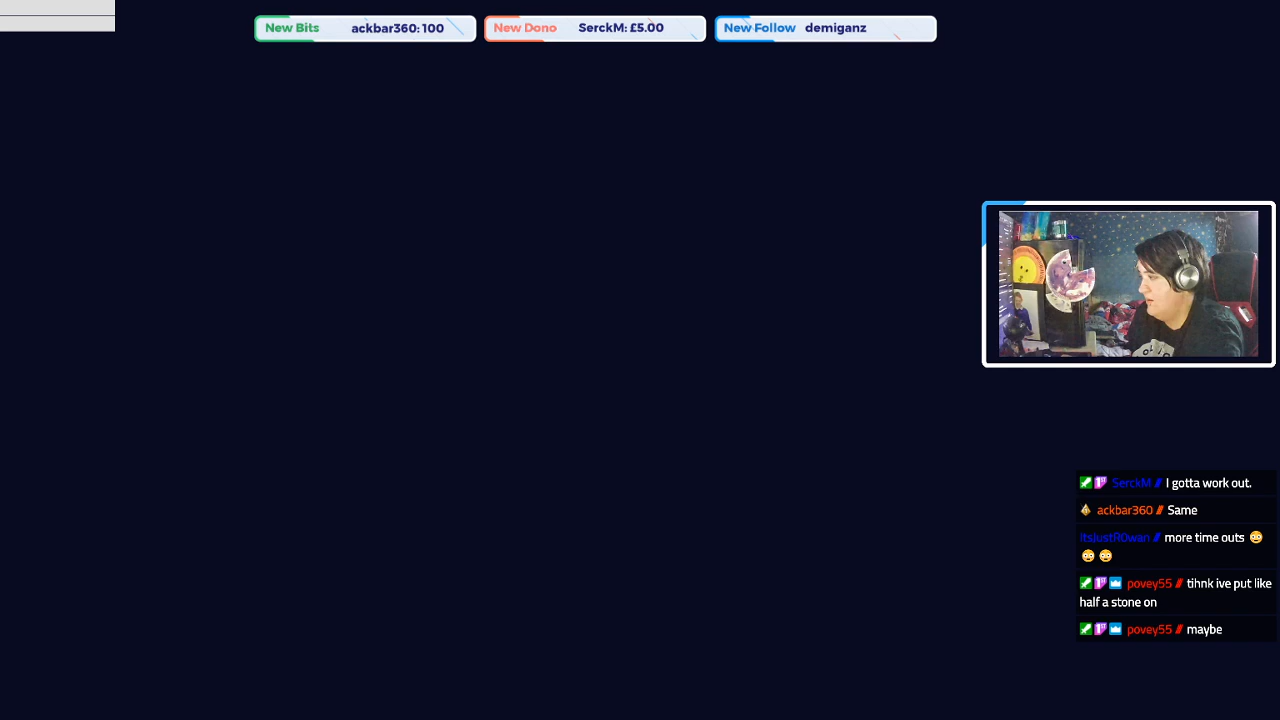 New Bits ackbar360: 100 New Dono SerckM: £5.00 New Follow demiganz
SerckM // I gotta work out.
ackbar360 // Same
itsJustR0wan // more time outs
povey55 // tihnk ive put like
half a stone on
povey55 // maybe